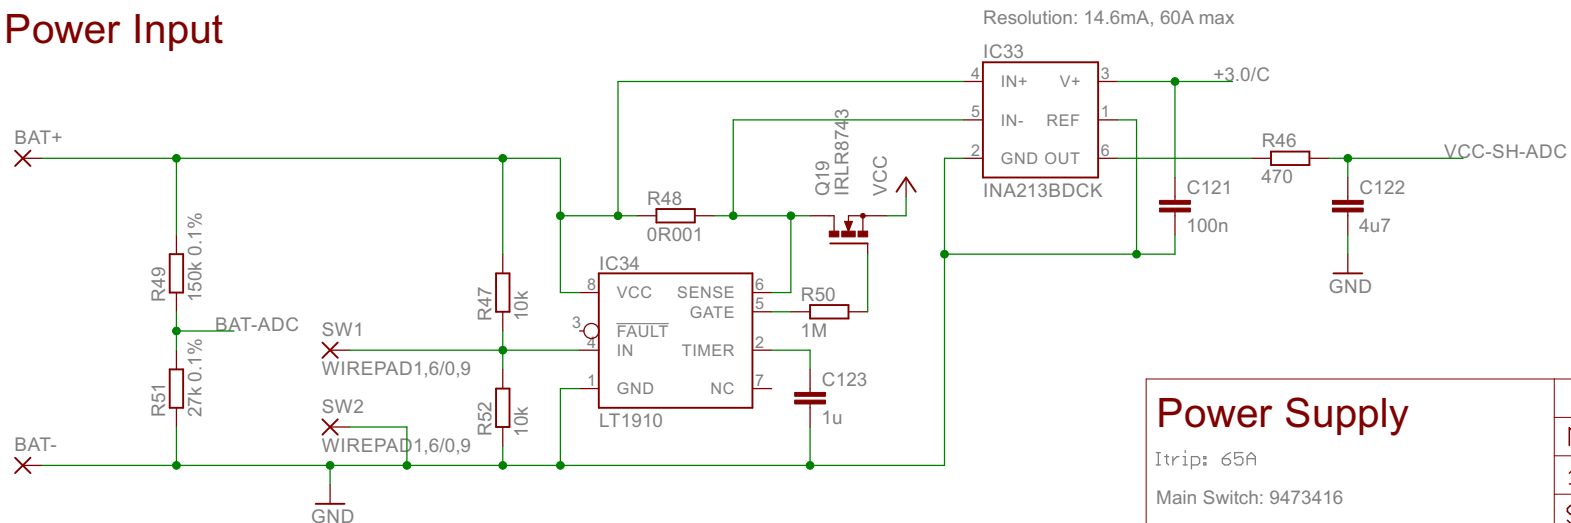 Power Input
Resolution: 14.6mA, 60A max
IC33
4 IN+ V+ 3
+3.0/C
5 IN- REF 1
2 GND OUT 6
INA213BDCK
R46
470
VCC-SH-ADC
C121
100n
C122
4u7
GND
BAT+
R49
150k 0.1%
BAT-ADC
R51
27k 0.1%
BAT-
SW1
WIREPAD1,6/0,9
SW2
WIREPAD1,6/0,9
GND
R47
10k
R52
10k
R48
0R001
Q19
IRLR8743
VCC
IC34
8 VCC SENSE 6
GATE 5
3 FAULT
4 IN TIMER 2
1 GND NC 7
LT1910
R50
1M
C123
1u
Power Supply
Itrip: 65A
Main Switch: 9473416